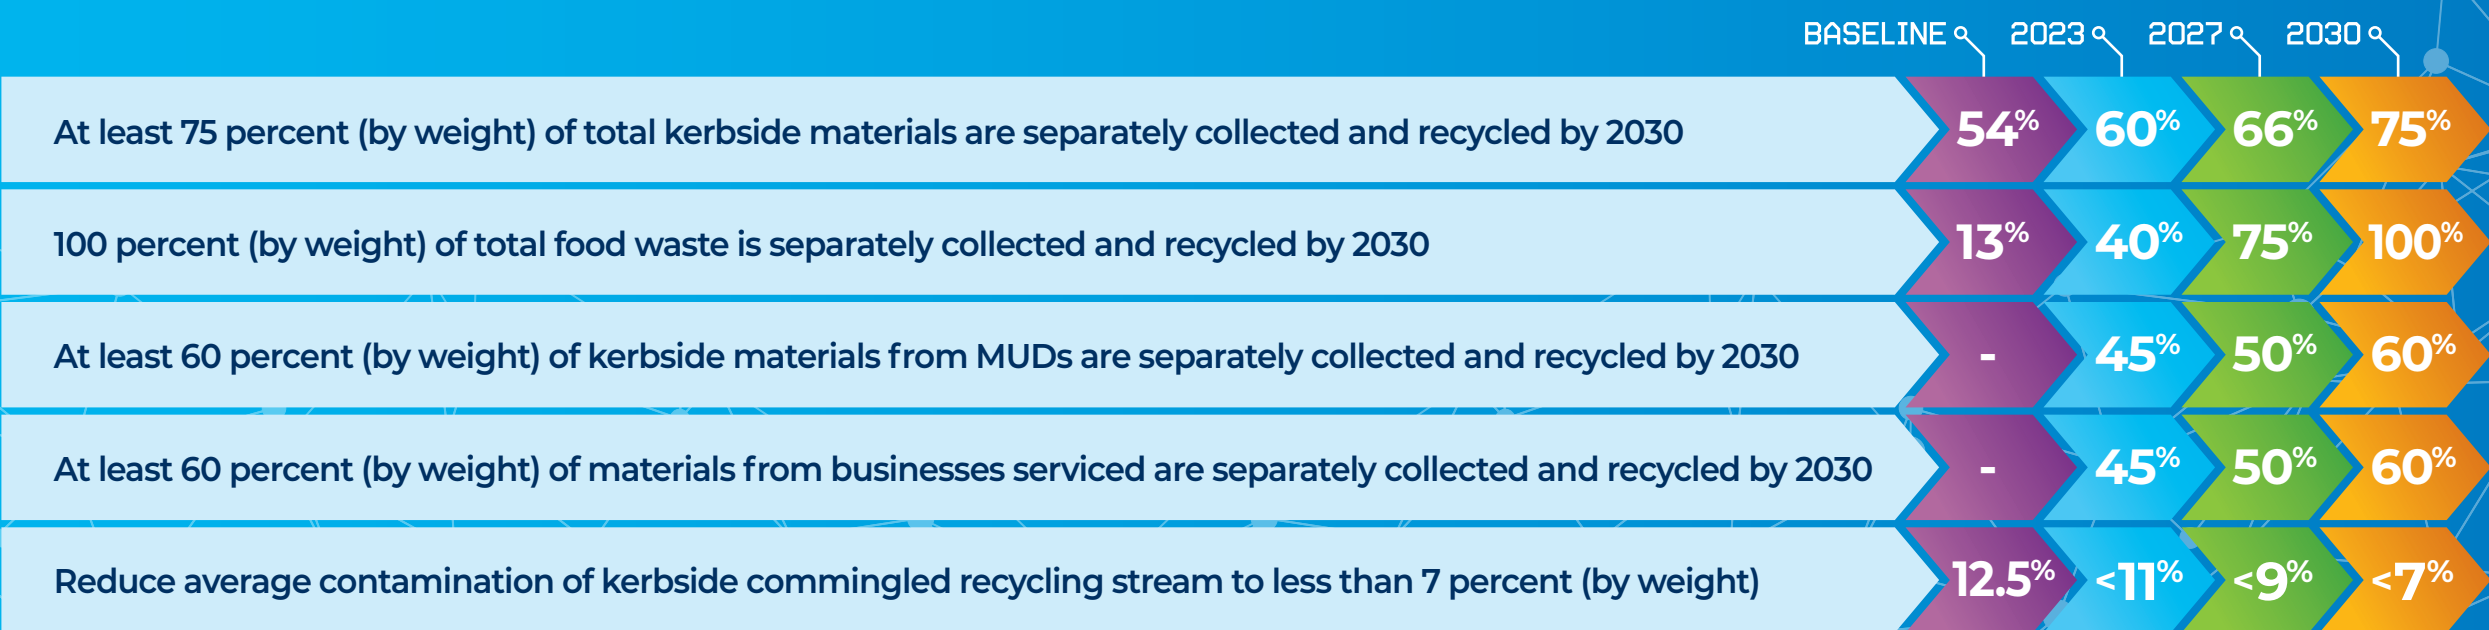 BASELINE 2023 2027 2030
At least 75 percent (by weight) of total kerbside materials are separately collected and recycled by 2030 54% 60% 66% 75%
100 percent (by weight) of total food waste is separately collected and recycled by 2030 13% 40% 75% 100%
At least 60 percent (by weight) of kerbside materials from MUDs are separately collected and recycled by 2030 - 45% 50% 60%
At least 60 percent (by weight) of materials from businesses serviced are separately collected and recycled by 2030 - 45% 50% 60%
Reduce average contamination of kerbside commingled recycling stream to less than 7 percent (by weight) 12.5% <11% <9% <7%